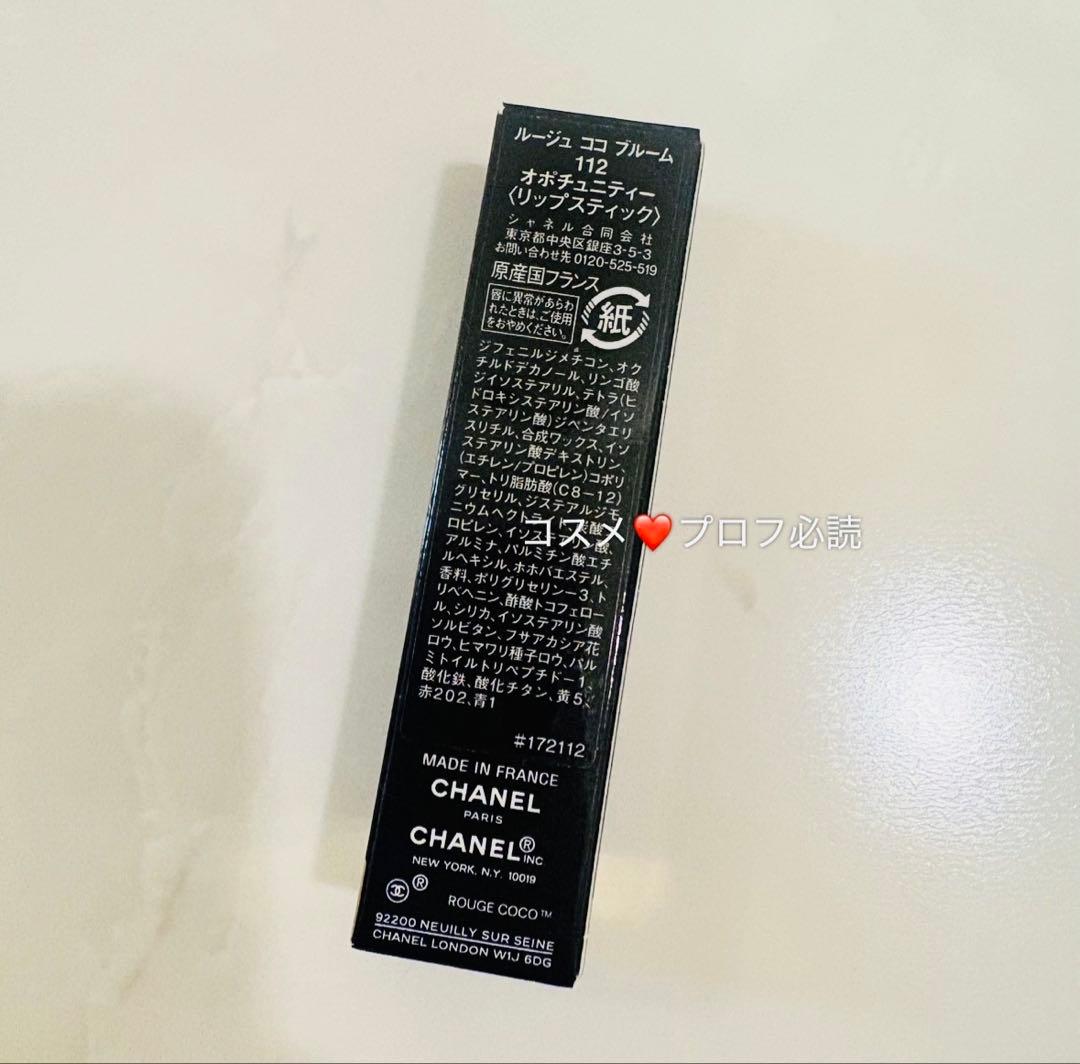 ルージュ ココ ブルーム
112
オポチュニティー
〈リップスティック〉
シャネル合同会社
東京都中央区銀座3-5-3
お問い合わせ先 0120-525-519
原産国フランス
唇に異常があらわ
れたときは、ご使用
をおやめください。
紙
ジフェニルジメチコン、オク
チルドデカノール、リンゴ酸
ジイソステアリル、テトラ(ヒ
ドロキシステアリン酸/イソ
ステアリン酸)ジペンタエリ
スリチル、合成ワックス、イソ
ステアリン酸デキストリン、
(エチレン/プロピレン)コポリ
マー、トリ脂肪酸(C8-12)
グリセリル、ジステアルジモ
ニウムヘクトラ 炭酸
コスメ❤️プロフ必読
ロピレン、イソ 酸、
アルミナ、パルミチン酸エチ
ルヘキシル、ホホバエステル、
香料、ポリグリセリン-3、ト
リベヘニン、酢酸トコフェロー
ル、シリカ、イソステアリン酸
ソルビタン、フサアカシア花
ロウ、ヒマワリ種子ロウ、パル
ミトイルトリペプチド-1、
酸化鉄、酸化チタン、黄5、
赤202、青1
#172112
MADE IN FRANCE
CHANEL
PARIS
CHANEL® INC
NEW YORK, N.Y. 10019
®
ROUGE COCO™
92200 NEUILLY SUR SEINE
CHANEL LONDON W1J 6DG